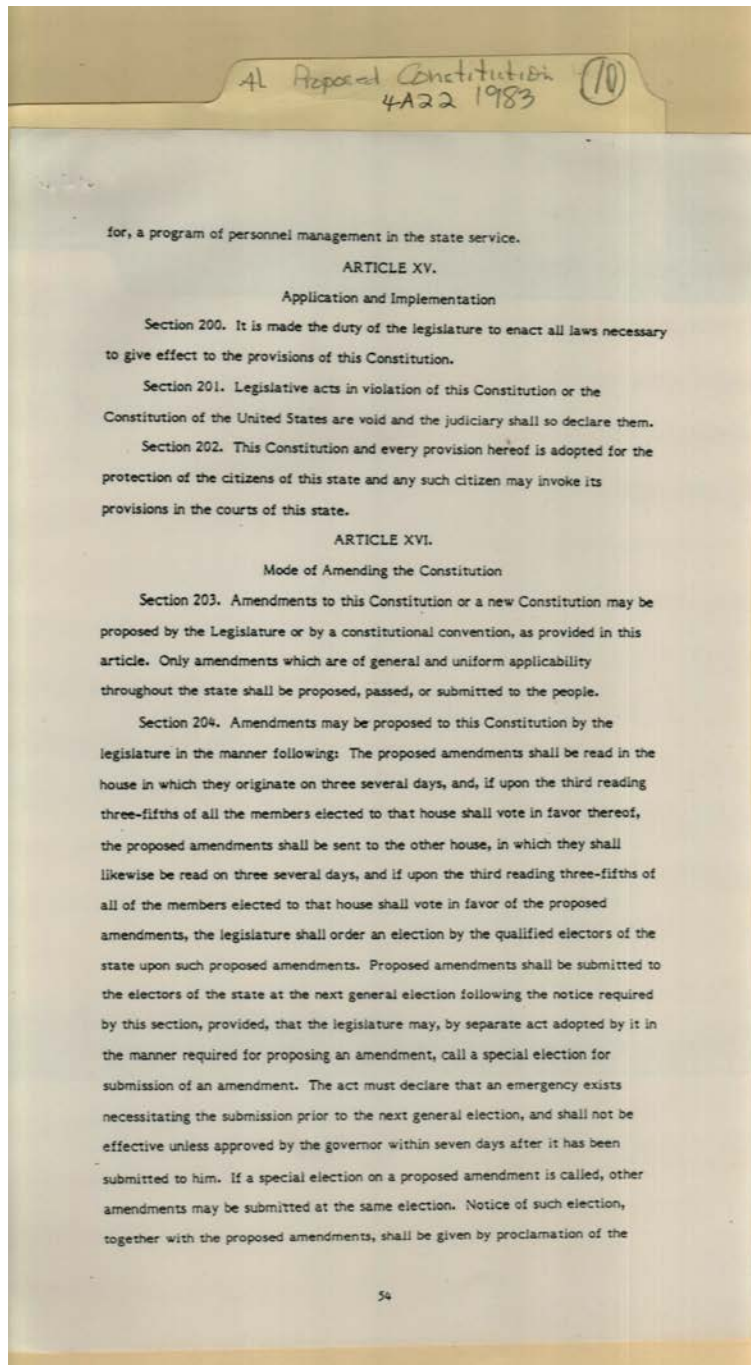 AL Proposed Constitution 10
4A22 1983
for, a program of personnel management in the state service.
ARTICLE XV.
Application and Implementation
Section 200. It is made the duty of the legislature to enact all laws necessary
to give effect to the provisions of this Constitution.
Section 201. Legislative acts in violation of this Constitution or the
Constitution of the United States are void and the judiciary shall so declare them.
Section 202. This Constitution and every provision hereof is adopted for the
protection of the citizens of this state and any such citizen may invoke its
provisions in the courts of this state.
ARTICLE XVI.
Mode of Amending the Constitution
Section 203. Amendments to this Constitution or a new Constitution may be
proposed by the Legislature or by a constitutional convention, as provided in this
article. Only amendments which are of general and uniform applicability
throughout the state shall be proposed, passed, or submitted to the people.
Section 204. Amendments may be proposed to this Constitution by the
legislature in the manner following: The proposed amendments shall be read in the
house in which they originate on three several days, and, if upon the third reading
three-fifths of all the members elected to that house shall vote in favor thereof,
the proposed amendments shall be sent to the other house, in which they shall
likewise be read on three several days, and if upon the third reading three-fifths of
all of the members elected to that house shall vote in favor of the proposed
amendments, the legislature shall order an election by the qualified electors of the
state upon such proposed amendments. Proposed amendments shall be submitted to
the electors of the state at the next general election following the notice required
by this section, provided, that the legislature may, by separate act adopted by it in
the manner required for proposing an amendment, call a special election for
submission of an amendment. The act must declare that an emergency exists
necessitating the submission prior to the next general election, and shall not be
effective unless approved by the governor within seven days after it has been
submitted to him. If a special election on a proposed amendment is called, other
amendments may be submitted at the same election. Notice of such election,
together with the proposed amendments, shall be given by proclamation of the
54